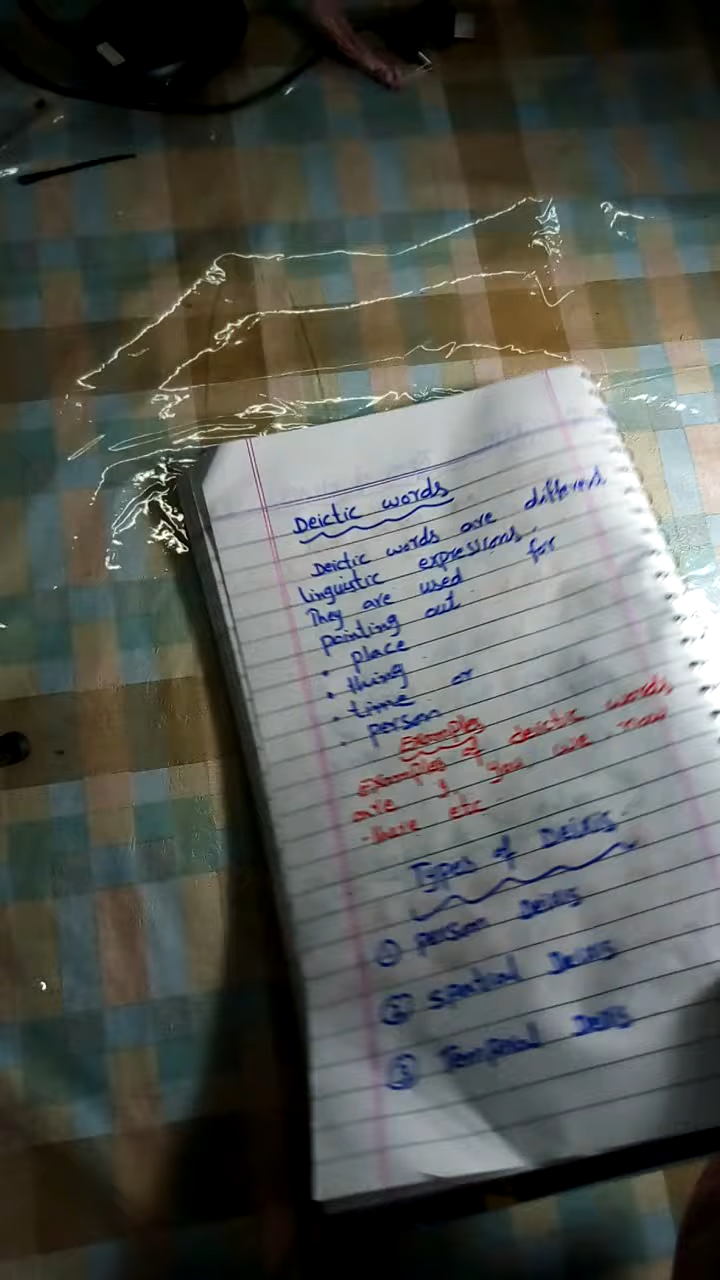 Deictic words
Deictic words are different
linguistic expressions.
They are used for
pointing out
• place
• thing
• time or
• person
Examples
Examples of deictic words
are I you we now
here etc.
Types of Deixis
① person Deixis
② spatial Deixis
③ Temporal Deixis